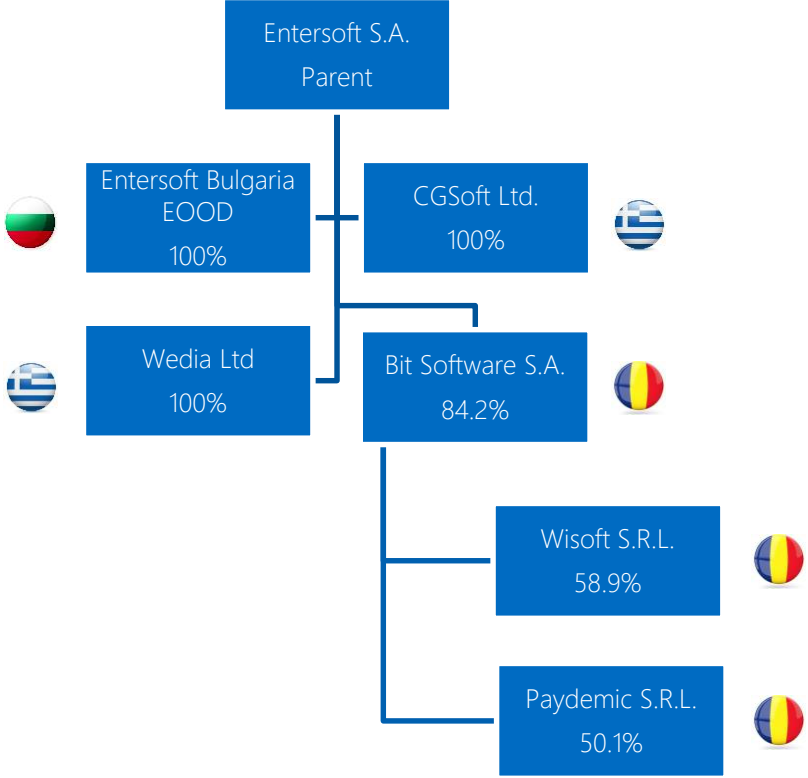 Entersoft S.A.
Parent
Entersoft Bulgaria
EOOD
100%
CGSoft Ltd.
100%
Wedia Ltd
100%
Bit Software S.A.
84.2%
Wisoft S.R.L.
58.9%
Paydemic S.R.L.
50.1%